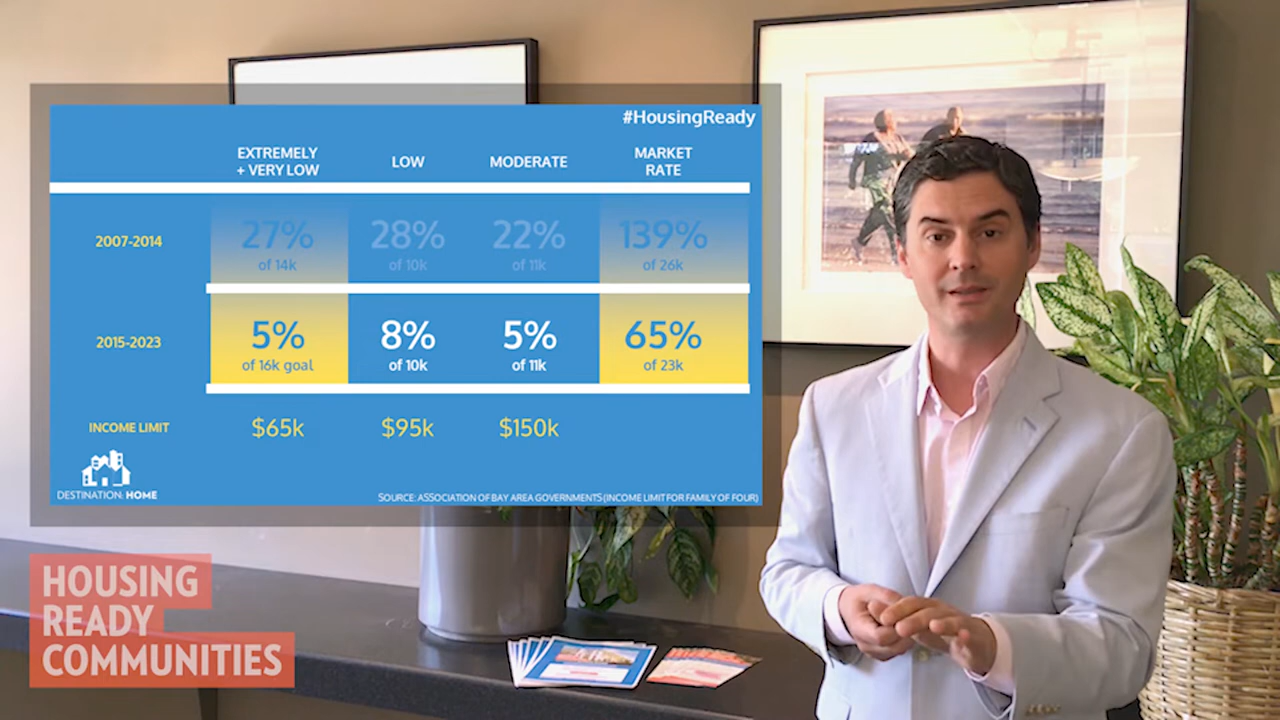 #HousingReady
EXTREMELY
+ VERY LOW
LOW
MODERATE
MARKET
RATE
2007-2014
27%
of 14k
28%
of 10k
22%
of 11k
139%
of 26k
2015-2023
5%
of 16k goal
8%
of 10k
5%
of 11k
65%
of 23k
INCOME LIMIT
$65k
$95k
$150k
DESTINATION: HOME
SOURCE: ASSOCIATION OF BAY AREA GOVERNMENTS (INCOME LIMIT FOR FAMILY OF FOUR)
HOUSING
READY
COMMUNITIES